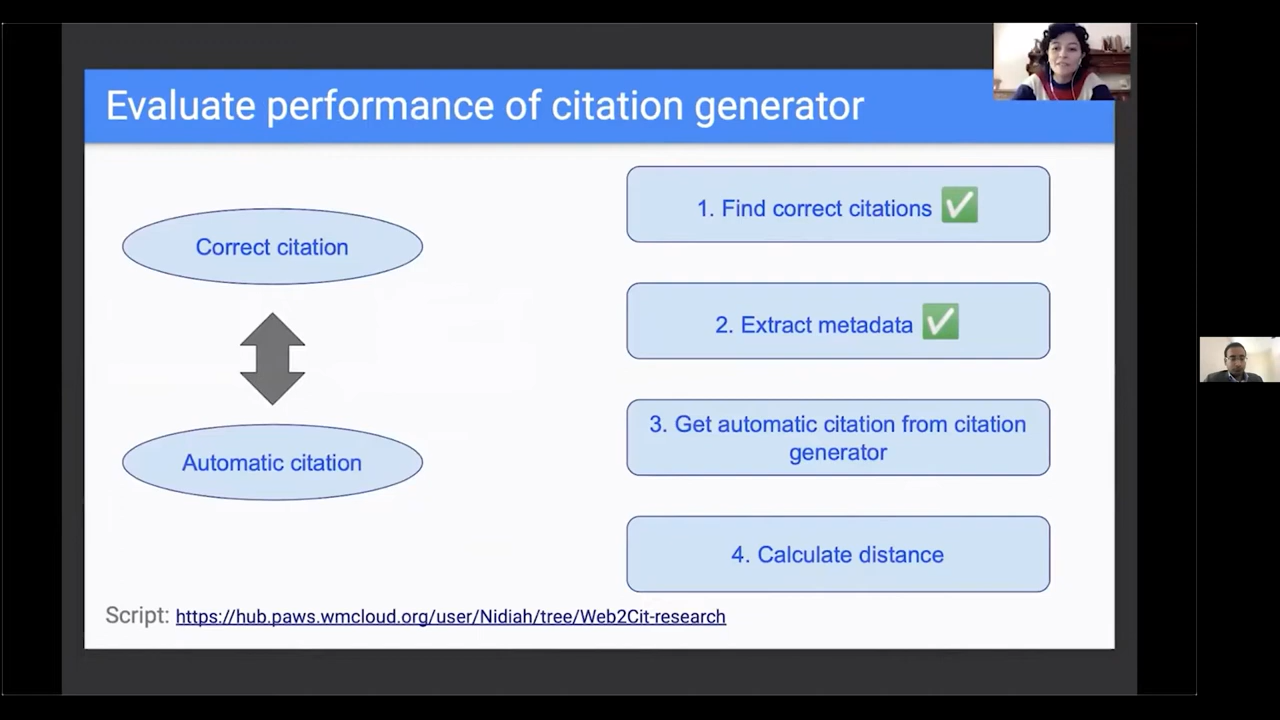 Evaluate performance of citation generator
Correct citation
Automatic citation
1. Find correct citations
2. Extract metadata
3. Get automatic citation from citation
generator
4. Calculate distance
Script: https://hub.paws.wmcloud.org/user/Nidiah/tree/Web2Cit-research